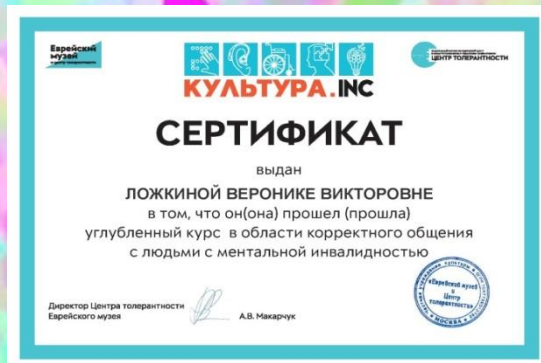 Еврейский
музей
ЦЕНТР ТОЛЕРАНТНОСТИ
КУЛЬТУРА.INC
СЕРТИФИКАТ
выдан
ЛОЖКИНОЙ ВЕРОНИКЕ ВИКТОРОВНЕ
в том, что он(она) прошел (прошла)
углубленный курс в области корректного общения
с людьми с ментальной инвалидностью
Директор Центра толерантности
Еврейского музея
А.В. Макарчук
«Еврейский музей
и
Центр
толерантности»
МОСКВА